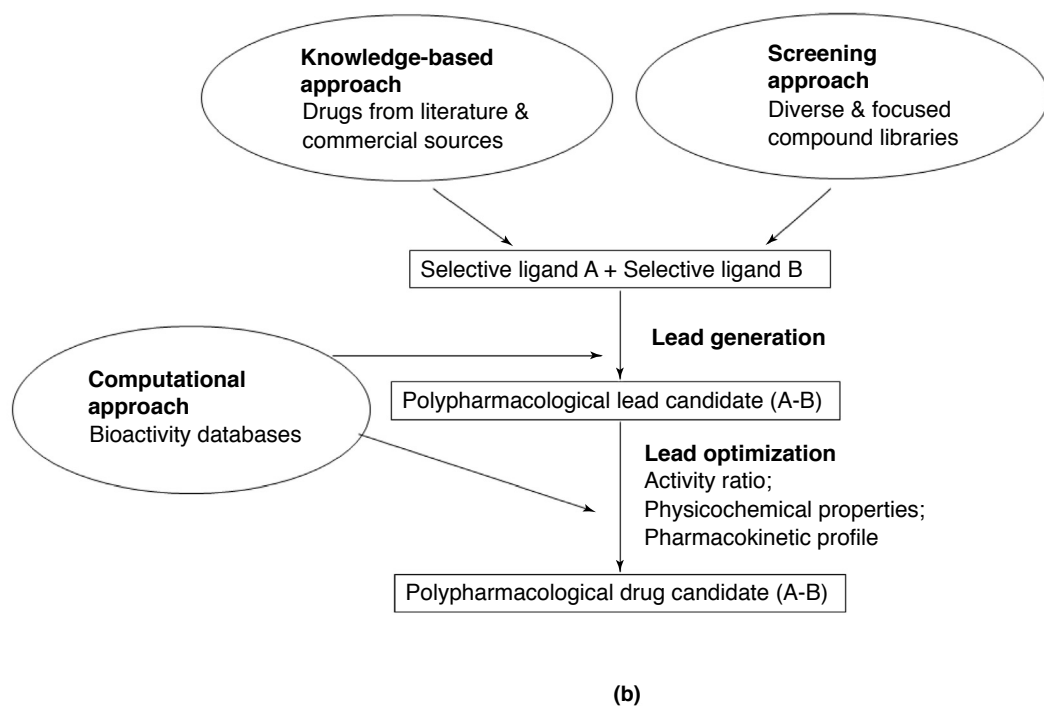 Knowledge-based
approach
Drugs from literature &
commercial sources
Screening
approach
Diverse & focused
compound libraries
Selective ligand A + Selective ligand B
Lead generation
Computational
approach
Bioactivity databases
Polypharmacological lead candidate (A-B)
Lead optimization
Activity ratio;
Physicochemical properties;
Pharmacokinetic profile
Polypharmacological drug candidate (A-B)
(b)